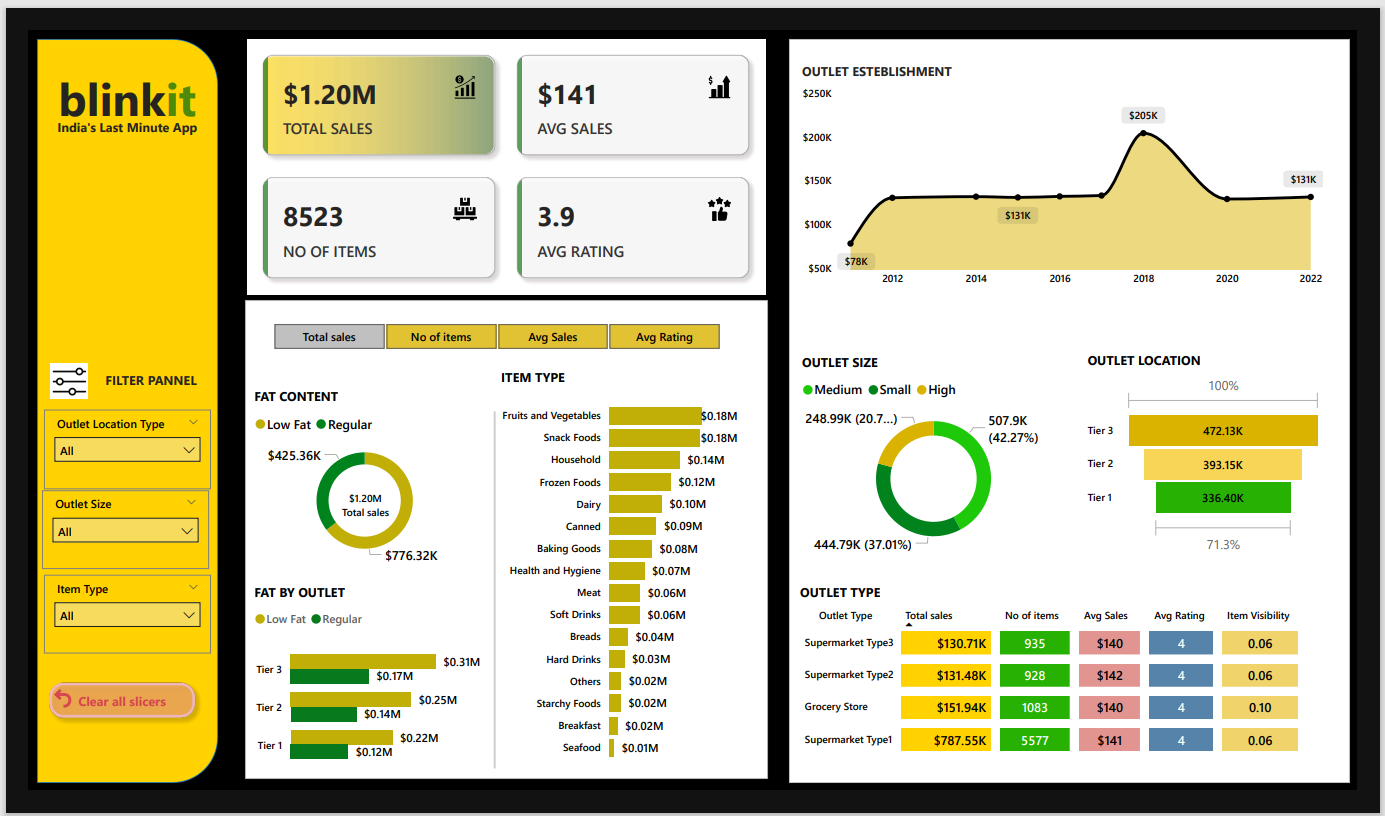 blinkit
India's Last Minute App
FILTER PANNEL
Outlet Location Type
All
Outlet Size
All
Item Type
All
Clear all slicers
$1.20M
TOTAL SALES
$141
AVG SALES
8523
NO OF ITEMS
3.9
AVG RATING
Total sales
No of items
Avg Sales
Avg Rating
FAT CONTENT
Low Fat Regular
$425.36K
$1.20M
Total sales
$776.32K
FAT BY OUTLET
Low Fat Regular
Tier 3 $0.31M
$0.17M
Tier 2 $0.25M
$0.14M
Tier 1 $0.22M
$0.12M
ITEM TYPE
Fruits and Vegetables $0.18M
Snack Foods $0.18M
Household $0.14M
Frozen Foods $0.12M
Dairy $0.10M
Canned $0.09M
Baking Goods $0.08M
Health and Hygiene $0.07M
Meat $0.06M
Soft Drinks $0.06M
Breads $0.04M
Hard Drinks $0.03M
Others $0.02M
Starchy Foods $0.02M
Breakfast $0.02M
Seafood $0.01M
OUTLET ESTEBLISHMENT
$250K
$200K
$150K
$100K
$50K
$78K
$131K
$205K
$131K
2012 2014 2016 2018 2020 2022
OUTLET SIZE
Medium Small High
248.99K (20.7...)
507.9K
(42.27%)
444.79K (37.01%)
OUTLET LOCATION
100%
Tier 3 472.13K
Tier 2 393.15K
Tier 1 336.40K
71.3%
OUTLET TYPE
Outlet Type Total sales No of items Avg Sales Avg Rating Item Visibility
Supermarket Type3 $130.71K 935 $140 4 0.06
Supermarket Type2 $131.48K 928 $142 4 0.06
Grocery Store $151.94K 1083 $140 4 0.10
Supermarket Type1 $787.55K 5577 $141 4 0.06